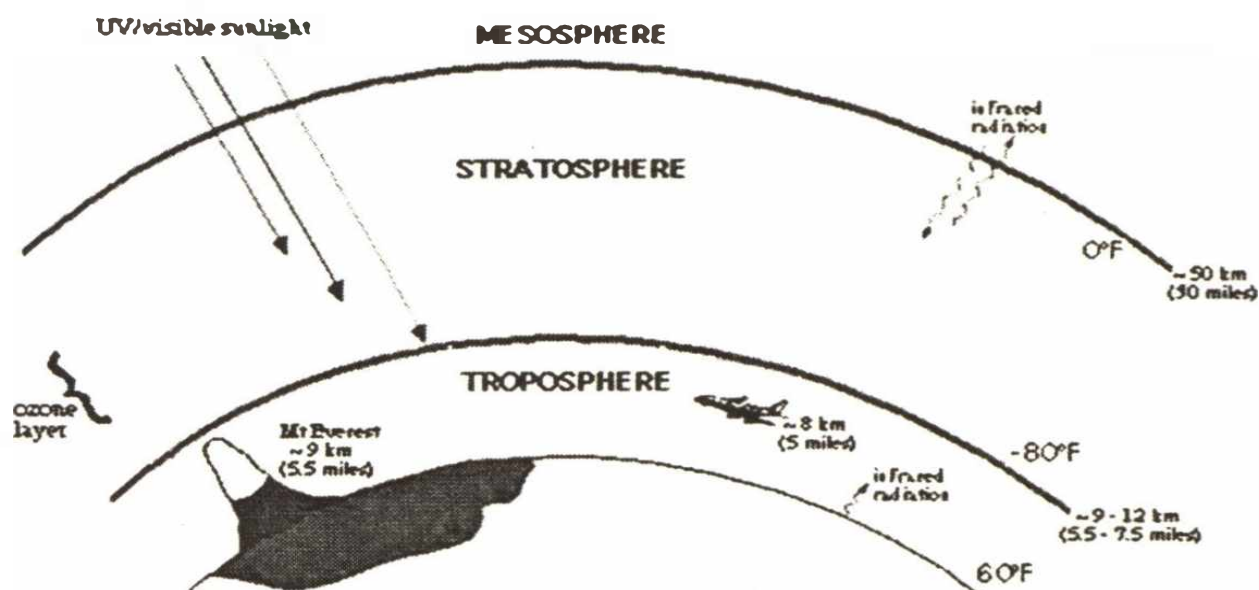 UV/visible sunlight
MESOSPHERE
infrared
radiation
STRATOSPHERE
0°F
~50 km
(30 miles)
TROPOSPHERE
ozone
layer
Mt Everest
~9 km
(5.5 miles)
~8 km
(5 miles)
-80°F
infrared
radiation
~9 - 12 km
(5.5 - 7.5 miles)
60°F